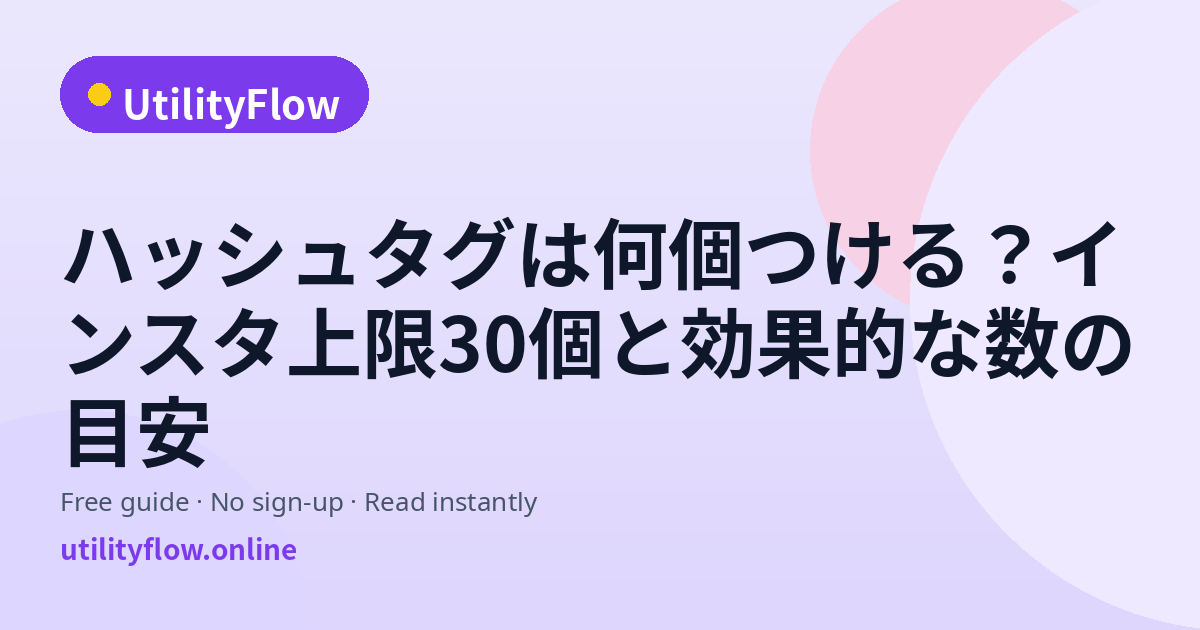 UtilityFlow
ハッシュタグは何個つける？イ
ンスタ上限30個と効果的な数の
目安
Free guide · No sign-up · Read instantly
utilityflow.online